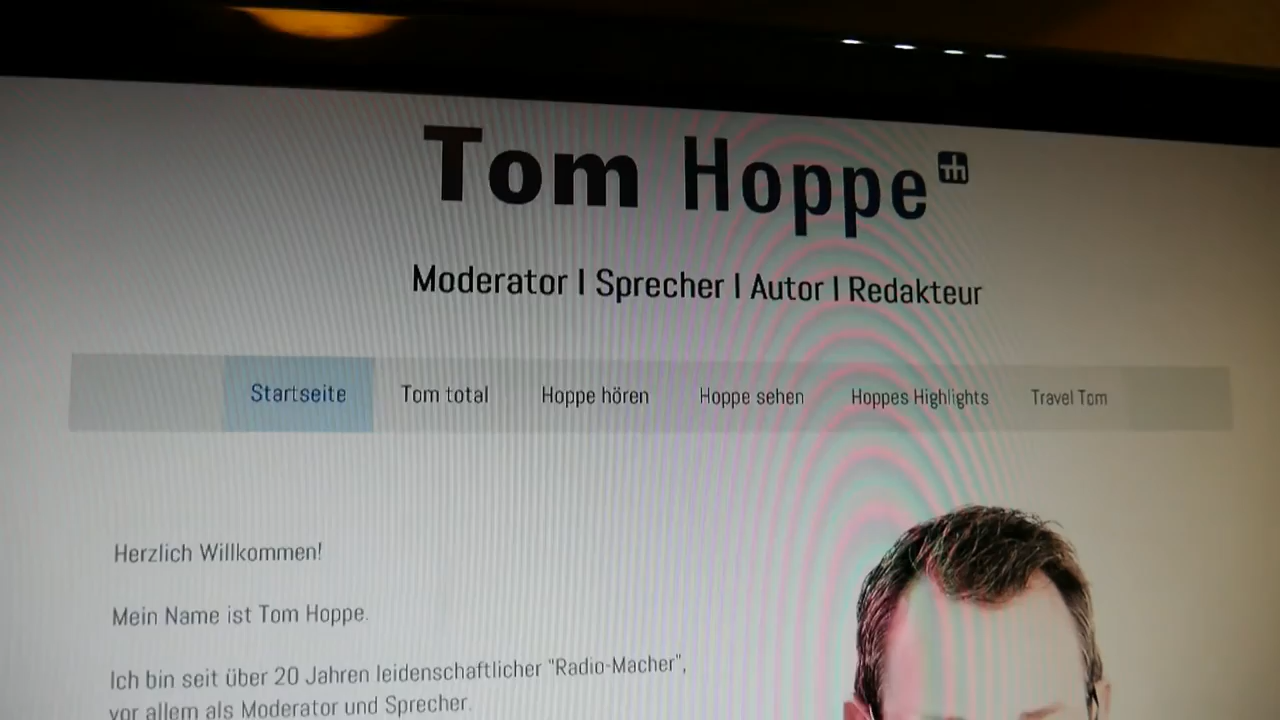 Tom Hoppe th
Moderator I Sprecher I Autor I Redakteur
Startseite Tom total Hoppe hören Hoppe sehen Hoppes Highlights Travel Tom
Herzlich Willkommen!
Mein Name ist Tom Hoppe.
Ich bin seit über 20 Jahren leidenschaftlicher "Radio-Macher",
vor allem als Moderator und Sprecher.